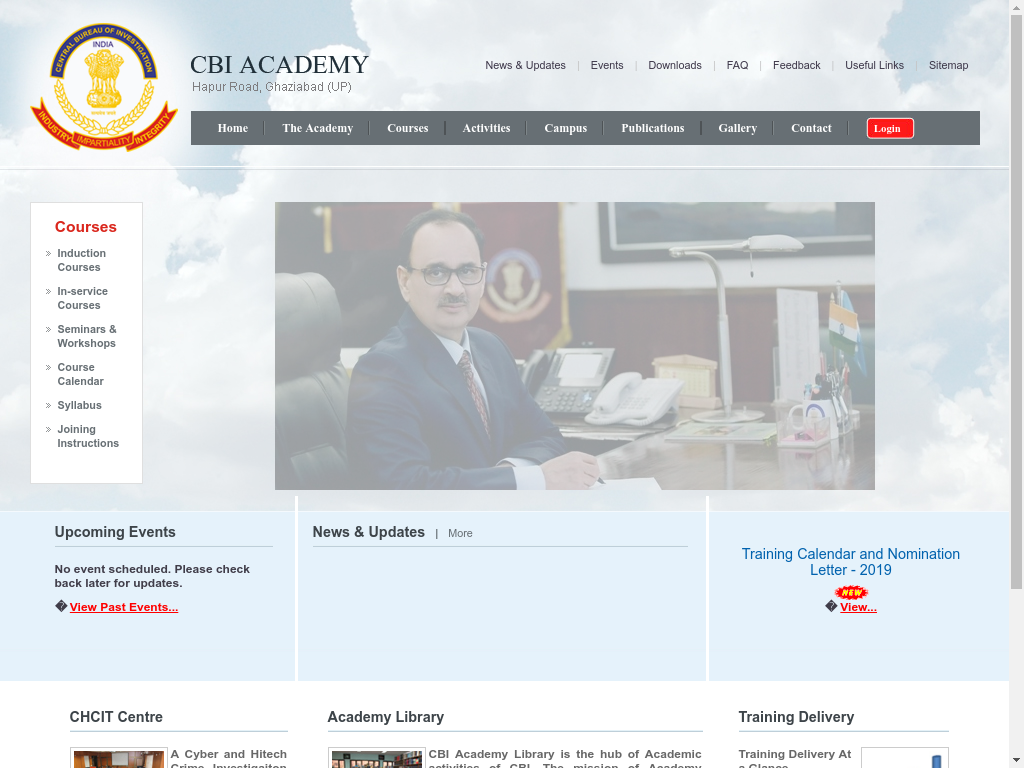 CENTRAL BUREAU OF INVESTIGATION
INDIA
INDUSTRY IMPARTIALITY INTEGRITY
CBI ACADEMY
Hapur Road, Ghaziabad (UP)
News & Updates | Events | Downloads | FAQ | Feedback | Useful Links | Sitemap
Home The Academy Courses Activities Campus Publications Gallery Contact Login
Courses
Induction
Courses
In-service
Courses
Seminars &
Workshops
Course
Calendar
Syllabus
Joining
Instructions
Upcoming Events
No event scheduled. Please check
back later for updates.
� View Past Events...
News & Updates | More
Training Calendar and Nomination
Letter - 2019
NEW
� View...
CHCIT Centre
A Cyber and Hitech
Crime Investigaiton
Academy Library
CBI Academy Library is the hub of Academic
activities of CBI. The mission of Academy
Training Delivery
Training Delivery At
a Glance